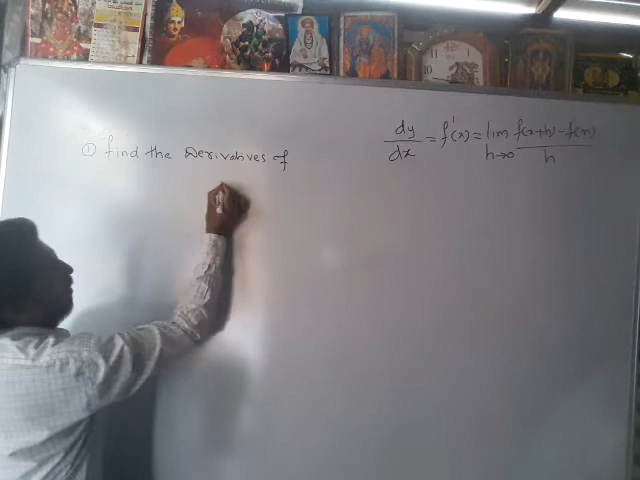 ① find the Derivatives of
dy/dx = f'(x) = lim h→0 f(x+h) - f(x) / h